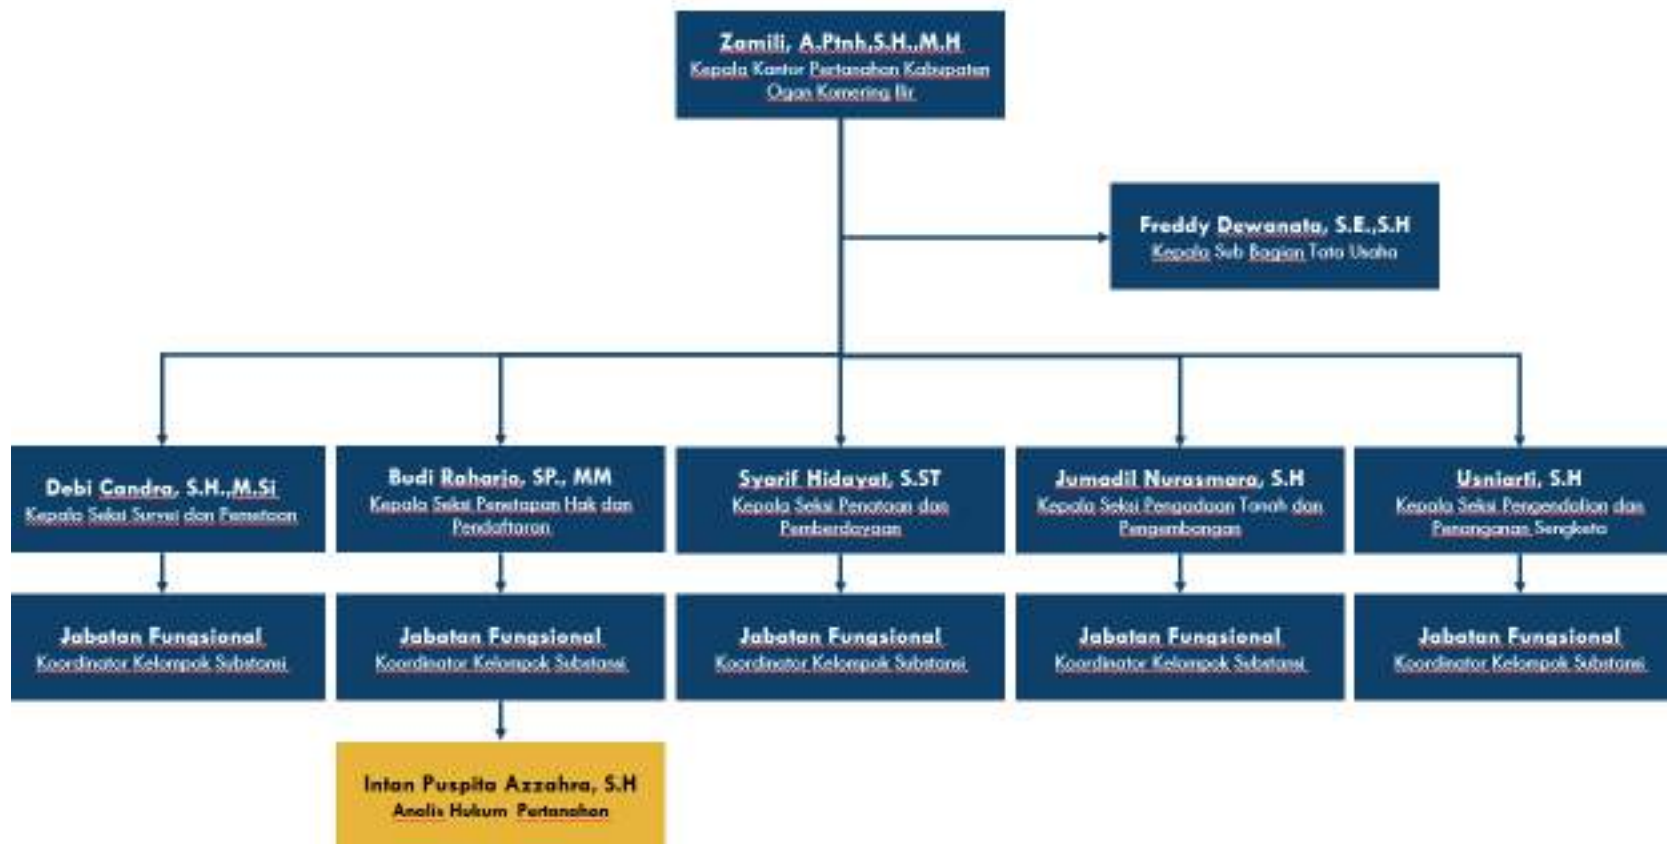 Zamili, A.Ptnh,S.H.,M.H
Kepala Kantor Pertanahan Kabupaten
Ogan Komering Ilir
Freddy Dewanata, S.E.,S.H
Kepala Sub Bagian Tata Usaha
Debi Candra, S.H.,M.Si
Kepala Seksi Survei dan Pemetaan
Budi Raharjo, SP., MM
Kepala Seksi Penetapan Hak dan
Pendaftaran
Syarif Hidayat, S.ST
Kepala Seksi Penataan dan
Pemberdayaan
Jumadil Nurasmara, S.H
Kepala Seksi Pengadaan Tanah dan
Pengembangan
Usniarti, S.H
Kepala Seksi Pengendalian dan
Penanganan Sengketa
Jabatan Fungsional
Koordinator Kelompok Substansi
Jabatan Fungsional
Koordinator Kelompok Substansi
Jabatan Fungsional
Koordinator Kelompok Substansi
Jabatan Fungsional
Koordinator Kelompok Substansi
Jabatan Fungsional
Koordinator Kelompok Substansi
Intan Puspita Azzahra, S.H
Analis Hukum Pertanahan